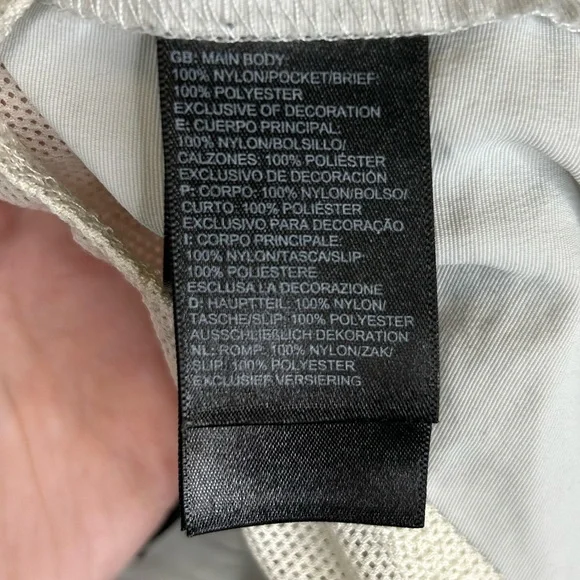 GB: MAIN BODY:
100% NYLON/POCKET/BRIEF:
100% POLYESTER
EXCLUSIVE OF DECORATION
E: CUERPO PRINCIPAL:
100% NYLON/BOLSILLO/
CALZONES: 100% POLIÉSTER
EXCLUSIVO DE DECORACIÓN
P: CORPO: 100% NYLON/BOLSO/
CURTO: 100% POLIÉSTER
EXCLUSIVO PARA DECORAÇÃO
I: CORPO PRINCIPALE:
100% NYLON/TASCA/SLIP:
100% POLIESTERE
ESCLUSA LA DECORAZIONE
D: HAUPTTEIL: 100% NYLON/
TASCHE/SLIP: 100% POLYESTER
AUSSCHLIEßLICH DEKORATION
NL: ROMP: 100% NYLON/ZAK/
SLIP: 100% POLYESTER
EXCLUSIEF VERSIERING